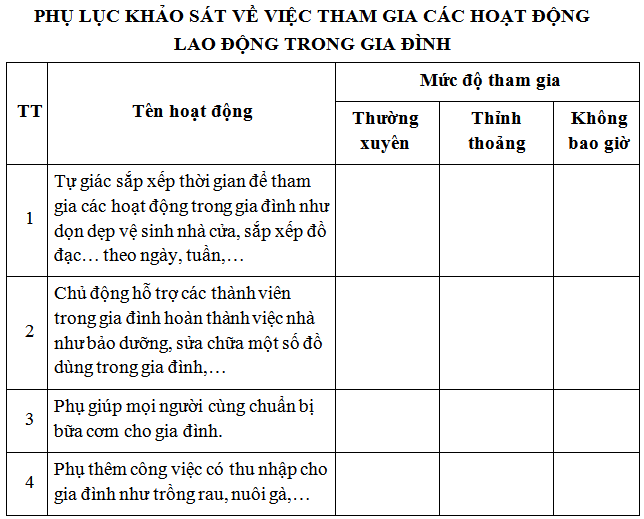 PHỤ LỤC KHẢO SÁT VỀ VIỆC THAM GIA CÁC HOẠT ĐỘNG
LAO ĐỘNG TRONG GIA ĐÌNH
TT
Tên hoạt động
Mức độ tham gia
Thường
xuyên
Thỉnh
thoảng
Không
bao giờ
1
Tự giác sắp xếp thời gian để tham
gia các hoạt động trong gia đình như
dọn dẹp vệ sinh nhà cửa, sắp xếp đồ
đạc… theo ngày, tuần,…
2
Chủ động hỗ trợ các thành viên
trong gia đình hoàn thành việc nhà
như bảo dưỡng, sửa chữa một số đồ
dùng trong gia đình,…
3
Phụ giúp mọi người cùng chuẩn bị
bữa cơm cho gia đình.
4
Phụ thêm công việc có thu nhập cho
gia đình như trồng rau, nuôi gà,…